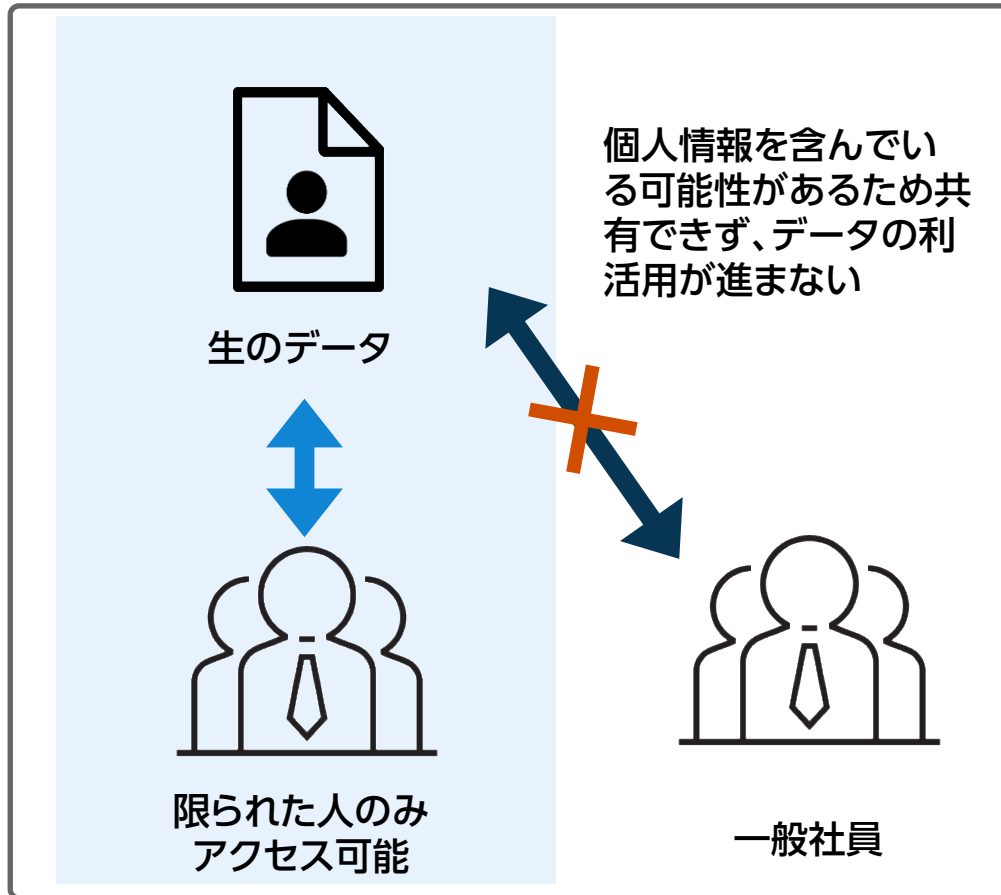 個人情報を含んでい
る可能性があるため共
有できず、データの利
活用が進まない
生のデータ
限られた人のみ
アクセス可能
一般社員